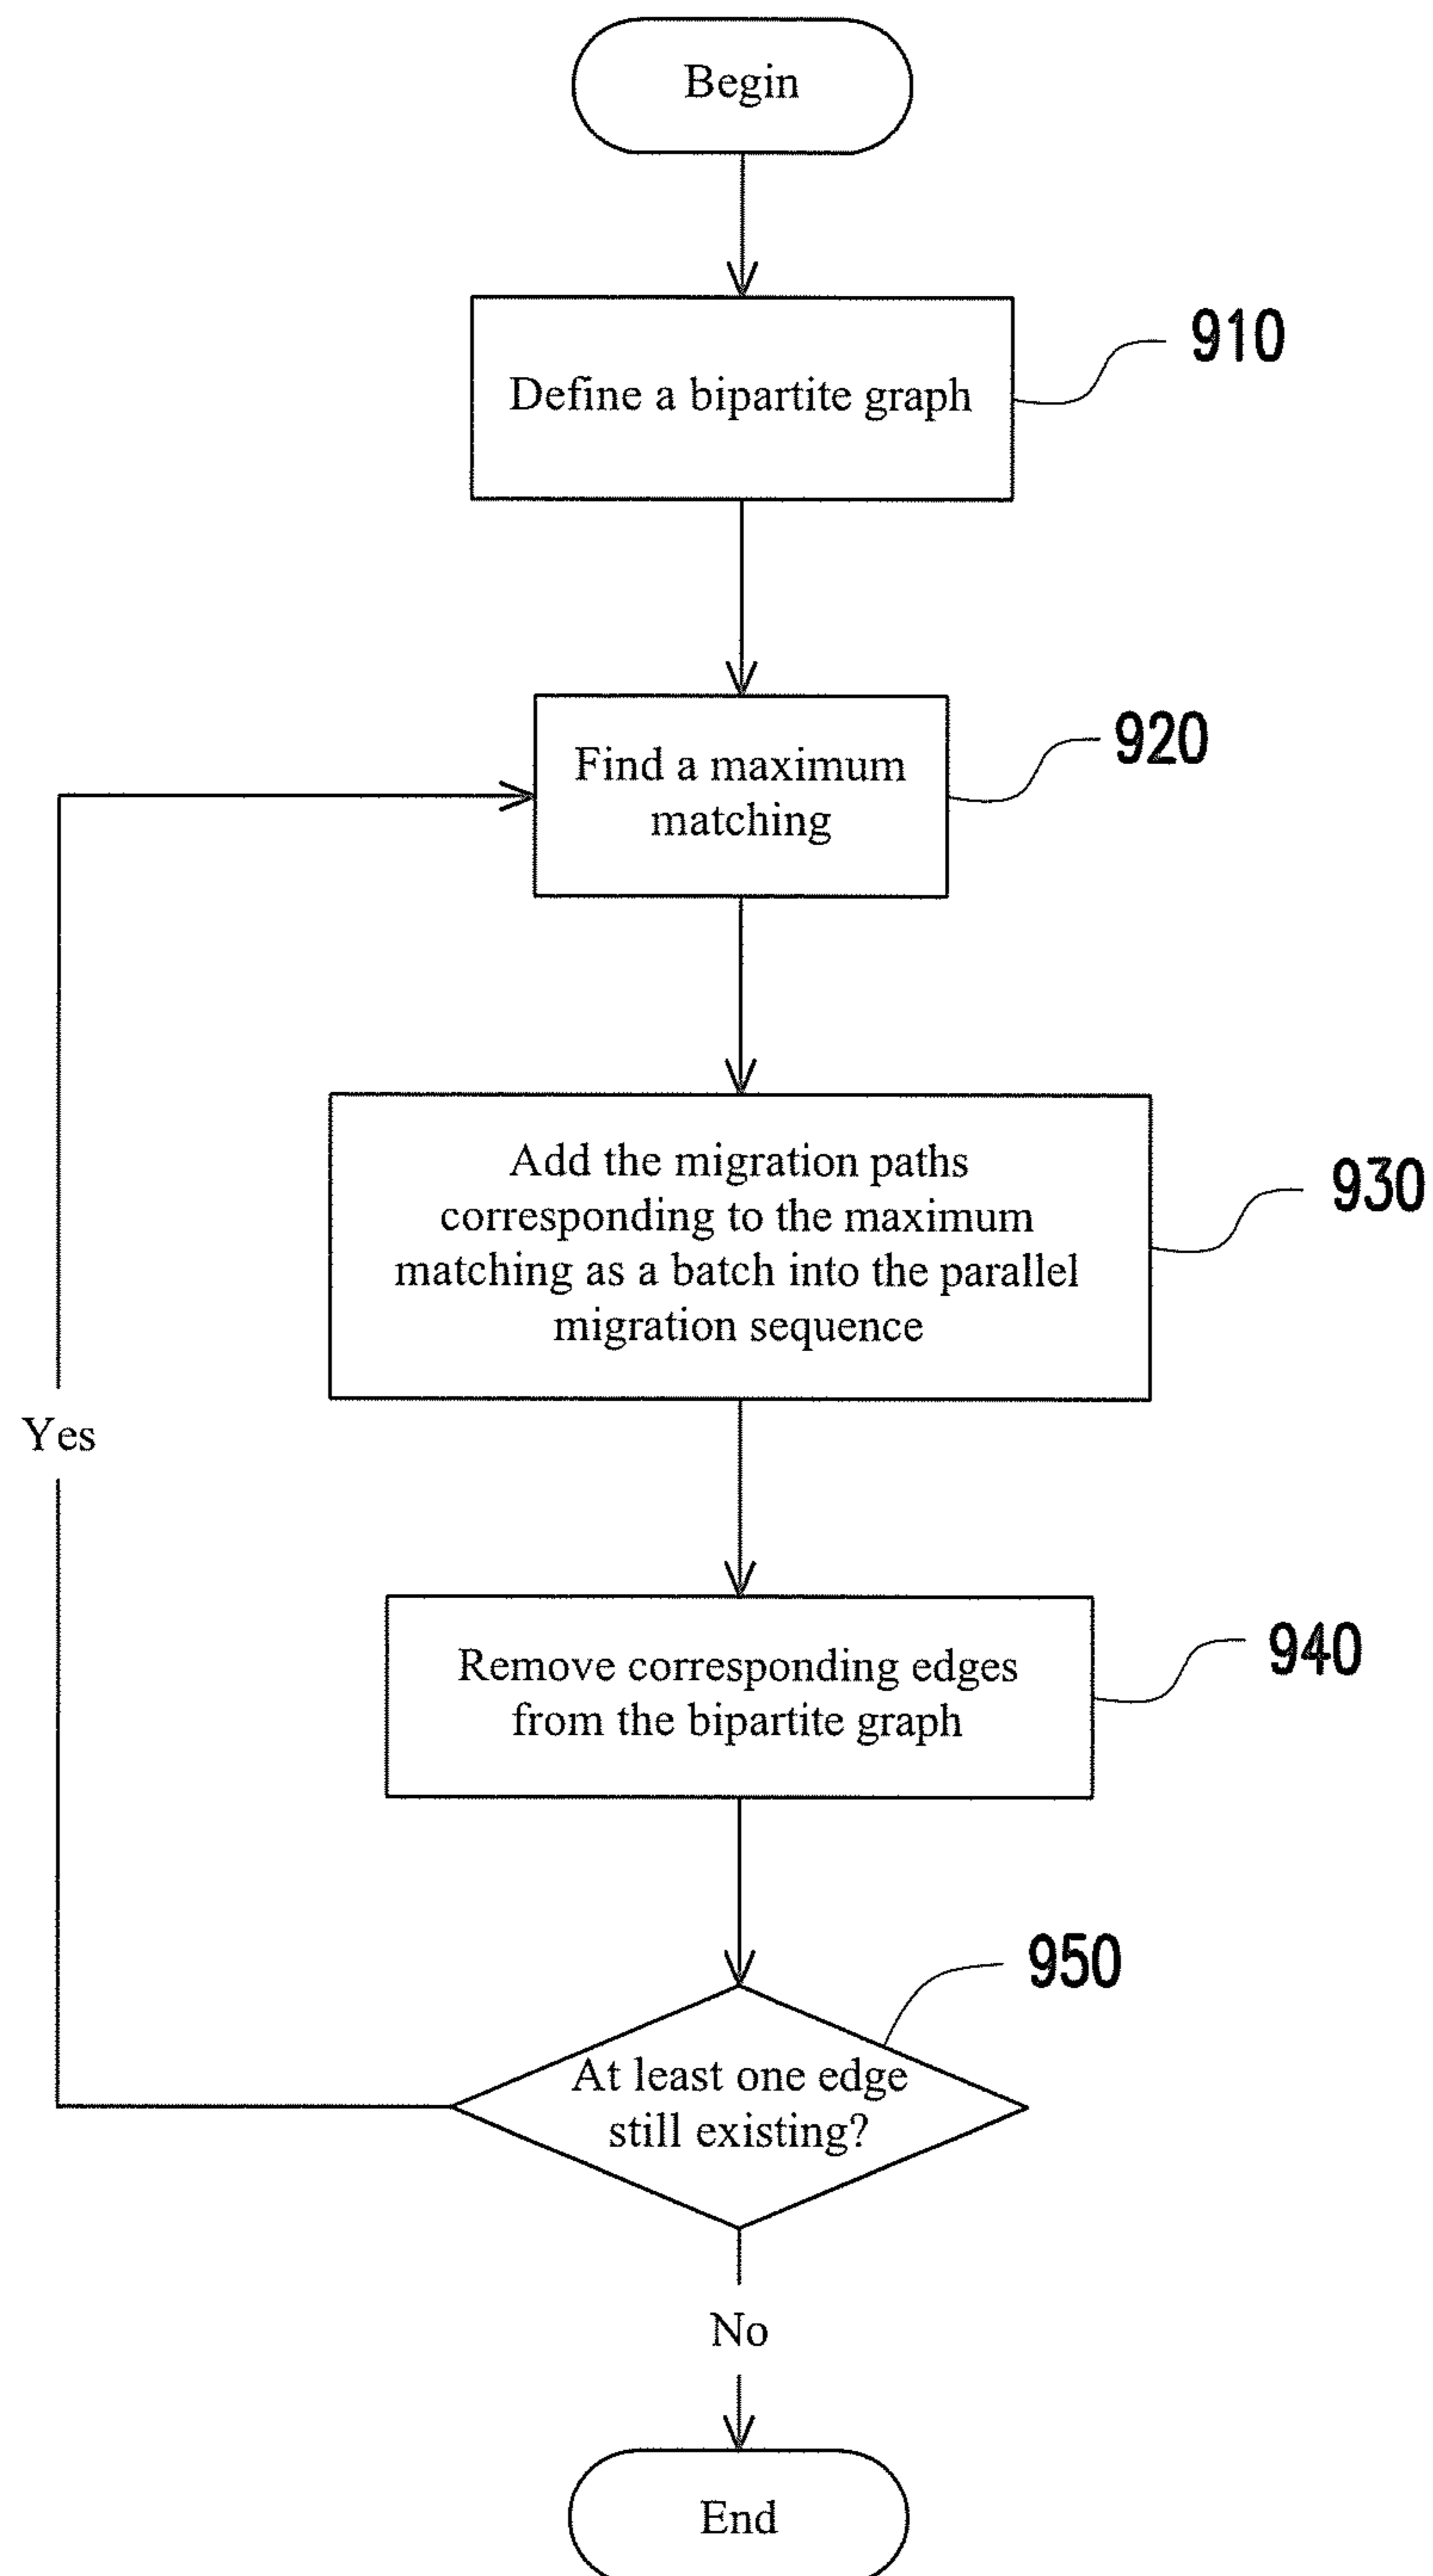 Begin
Define a bipartite graph
910
Find a maximum
matching
920
Add the migration paths
corresponding to the maximum
matching as a batch into the parallel
migration sequence
930
Yes
Remove corresponding edges
from the bipartite graph
940
At least one edge
still existing?
950
No
End